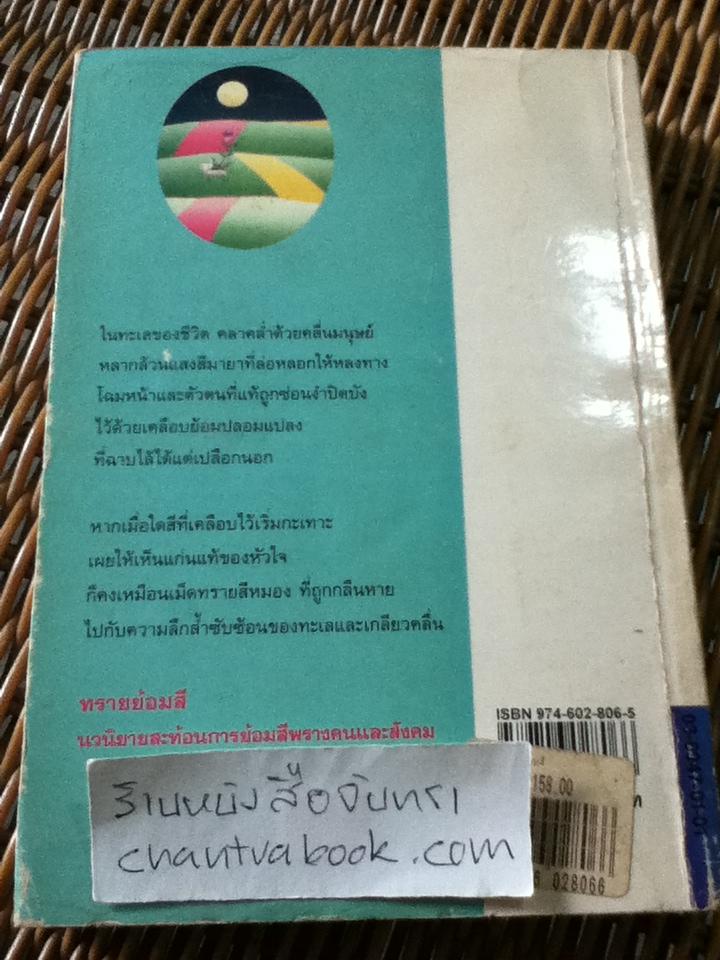 ในทะเลของชีวิต คลาคล่ำด้วยคลื่นมนุษย์
หลากล้วนแสงสีมายาที่ล่อหลอกให้หลงทาง
โฉมหน้าและตัวตนที่แท้ถูกซ่อนงำปิดบัง
ไว้ด้วยเคลือบย้อมปลอมแปลง
ที่ฉาบไล้ได้แต่เปลือกนอก
หากเมื่อใดสีที่เคลือบไว้เริ่มกะเทาะ
เผยให้เห็นแก่นแท้ของหัวใจ
ก็คงเหมือนเม็ดทรายสีหมอง ที่ถูกกลืนหาย
ไปกับความลึกล้ำซับซ้อนของทะเลและเกลียวคลื่น
ทรายย้อมสี
นวนิยายสะท้อนการย้อมสีพรางคนและสังคม
ISBN 974-602-806-5
158.00
6 028066
ร้านหนังสือจันทรา
chantrabook.com